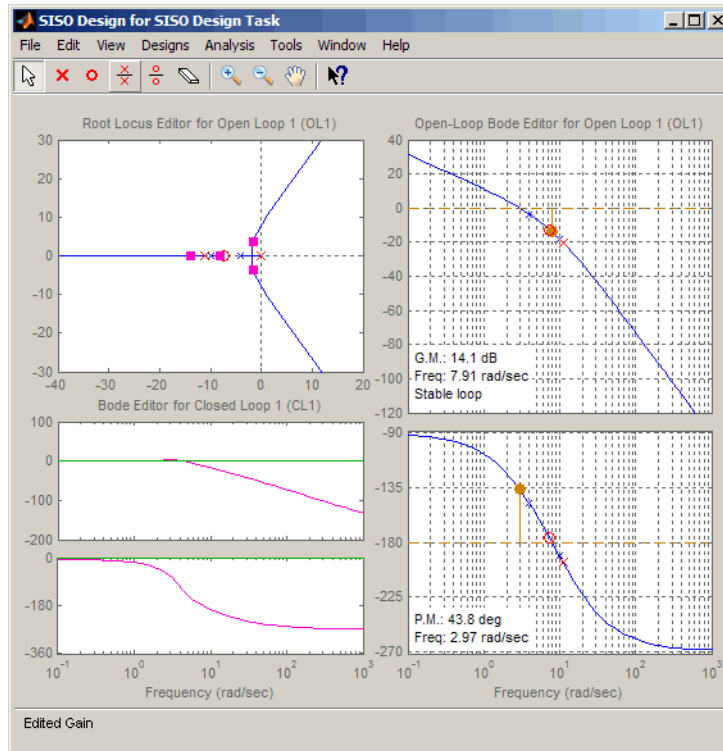 SISO Design for SISO Design Task
File Edit View Designs Analysis Tools Window Help
Root Locus Editor for Open Loop 1 (OL1)
30
20
10
0
-10
-20
-30
-40 -20 0 20
Bode Editor for Closed Loop 1 (CL1)
100
0
-100
-200
0
-180
-360
10^-1 10^0 10^1 10^2 10^3
Frequency (rad/sec)
Open-Loop Bode Editor for Open Loop 1 (OL1)
40
20
0
-20
-40
-60
-80
-100
-120
G.M.: 14.1 dB
Freq: 7.91 rad/sec
Stable loop
-90
-135
-180
-225
-270
P.M.: 43.8 deg
Freq: 2.97 rad/sec
10^-1 10^0 10^1 10^2 10^3
Frequency (rad/sec)
Edited Gain